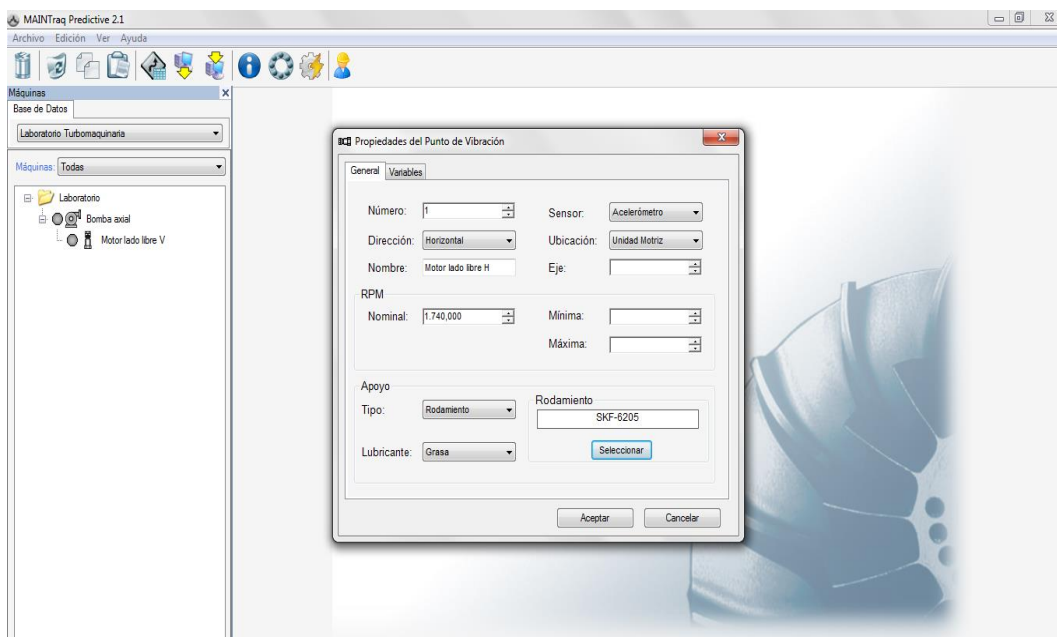 MAINTraq Predictive 2.1
Archivo Edición Ver Ayuda
Máquinas
Base de Datos
Laboratorio Turbomaquinaria
Máquinas: Todas
Laboratorio
Bomba axial
Motor lado libre V
Propiedades del Punto de Vibración
General Variables
Número: 1 Sensor: Acelerómetro
Dirección: Horizontal Ubicación: Unidad Motriz
Nombre: Motor lado libre H Eje:
RPM
Nominal: 1.740,000 Mínima:
Máxima:
Apoyo
Tipo: Rodamiento
Rodamiento
SKF-6205
Lubricante: Grasa Seleccionar
Aceptar Cancelar